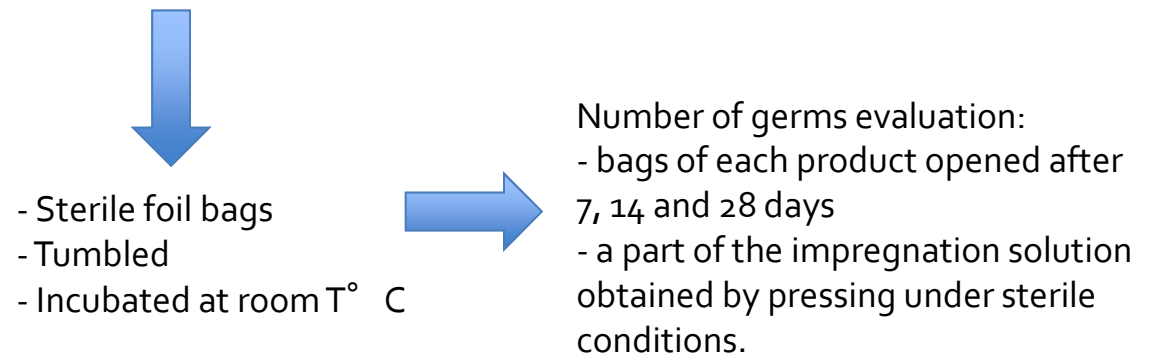 - Sterile foil bags
- Tumbled
- Incubated at room T° C
Number of germs evaluation:
- bags of each product opened after
7, 14 and 28 days
- a part of the impregnation solution
obtained by pressing under sterile
conditions.